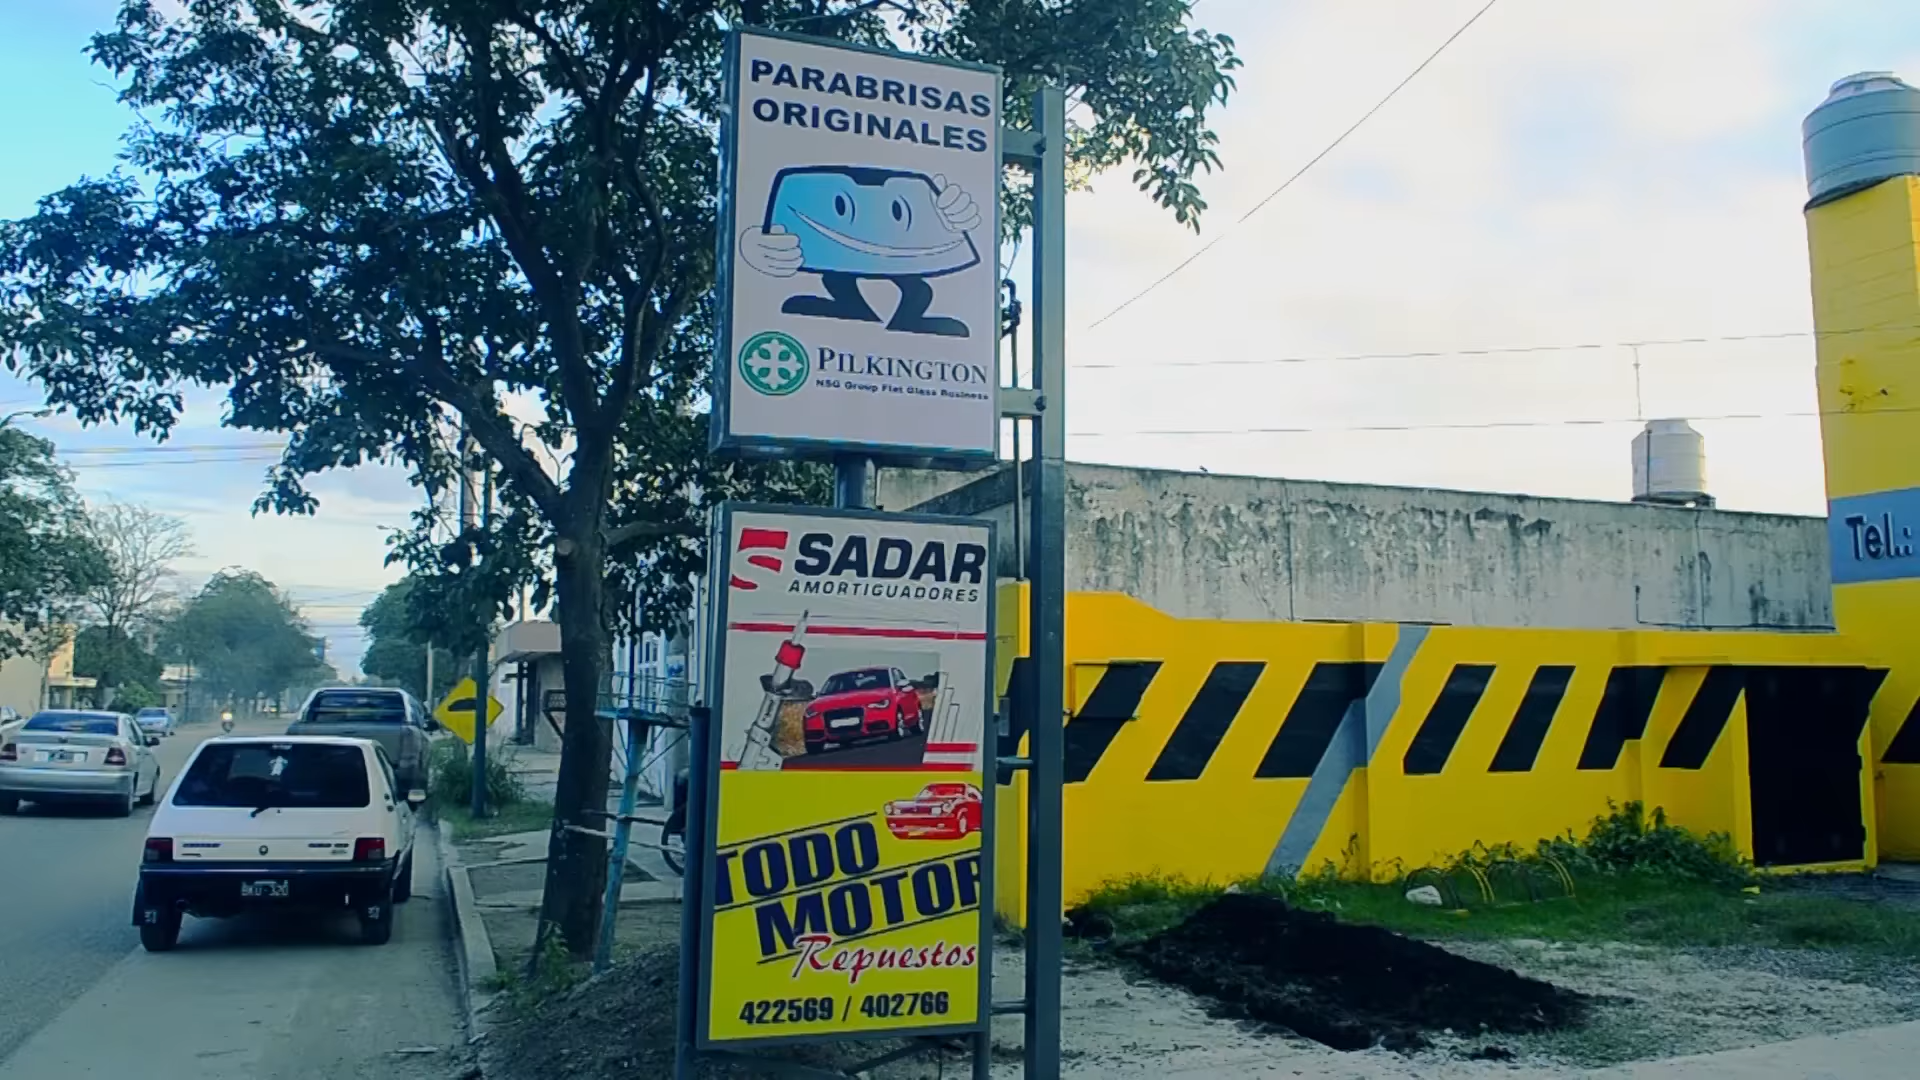 PARABRISAS
ORIGINALES
PILKINGTON
NSG Group Flat Glass Business
SADAR
AMORTIGUADORES
TODO
MOTOR
Repuestos
422569 / 402766
Tel.: